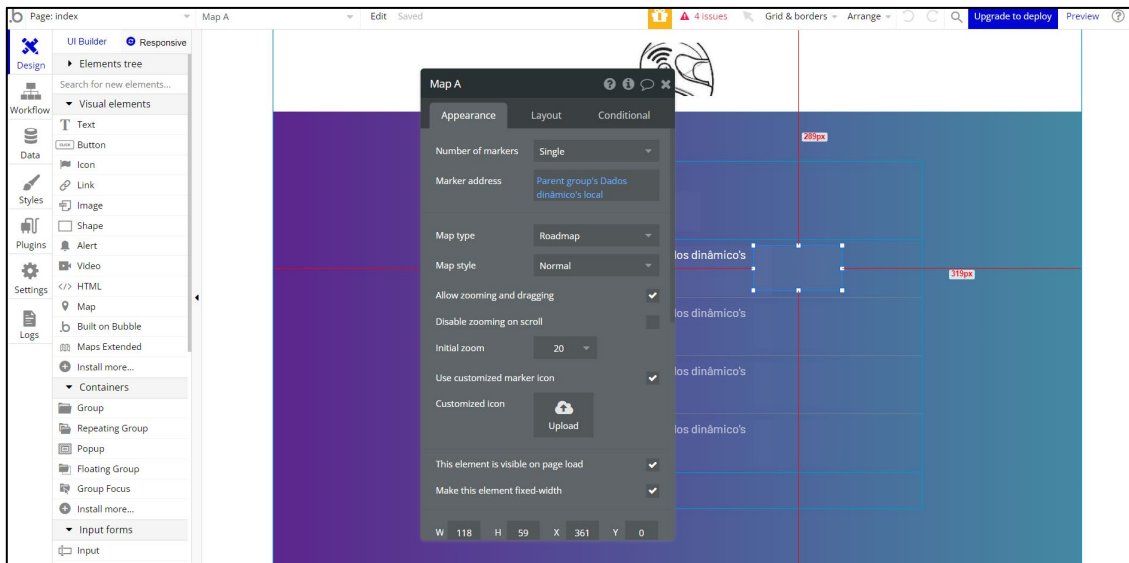 Page: index
Map A
Edit Saved
4 issues
Grid & borders
Arrange
Upgrade to deploy
Preview
Design
Workflow
Data
Styles
Plugins
Settings
Logs
UI Builder
Responsive
Elements tree
Search for new elements...
Visual elements
Text
CLICK Button
Icon
Link
Image
Shape
Alert
Video
</> HTML
Map
Built on Bubble
Maps Extended
Install more...
Containers
Group
Repeating Group
Popup
Floating Group
Group Focus
Install more...
Input forms
Input
Map A
Appearance
Layout
Conditional
Number of markers Single
Marker address Parent group's Dados
dinâmico's local
Map type Roadmap
Map style Normal
Allow zooming and dragging
Disable zooming on scroll
Initial zoom 20
Use customized marker icon
Customized icon
Upload
This element is visible on page load
Make this element fixed-width
W 118 H 59 X 361 Y 0
289px
dos dinâmico's
319px
dos dinâmico's
dos dinâmico's
dos dinâmico's